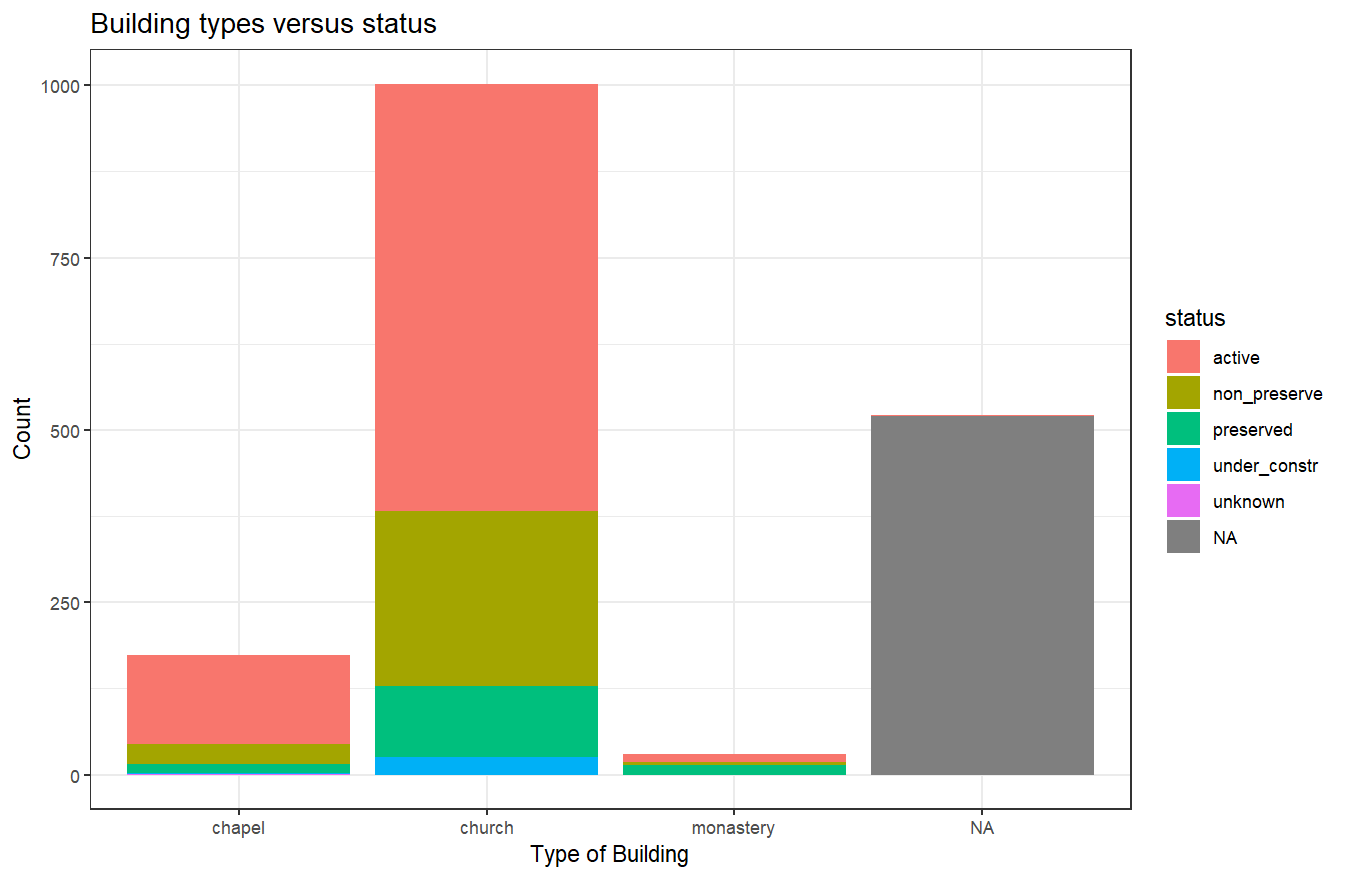 Building types versus status
1000
750
500
250
0
Count
chapel
church
monastery
NA
Type of Building
status
active
non_preserve
preserved
under_constr
unknown
NA